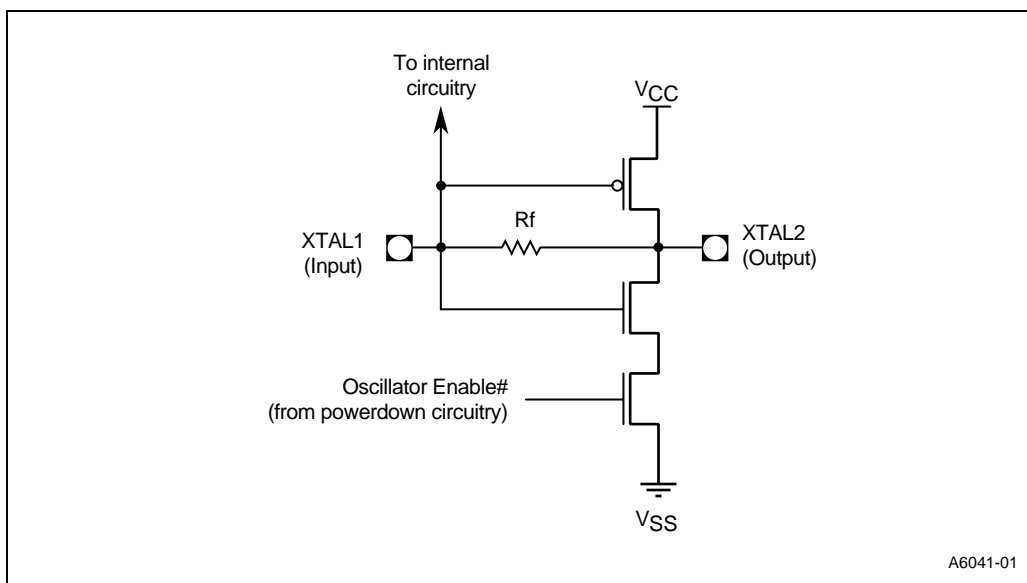 To internal
circuitry
VCC
Rf
XTAL1
(Input)
XTAL2
(Output)
Oscillator Enable#
(from powerdown circuitry)
VSS
A6041-01